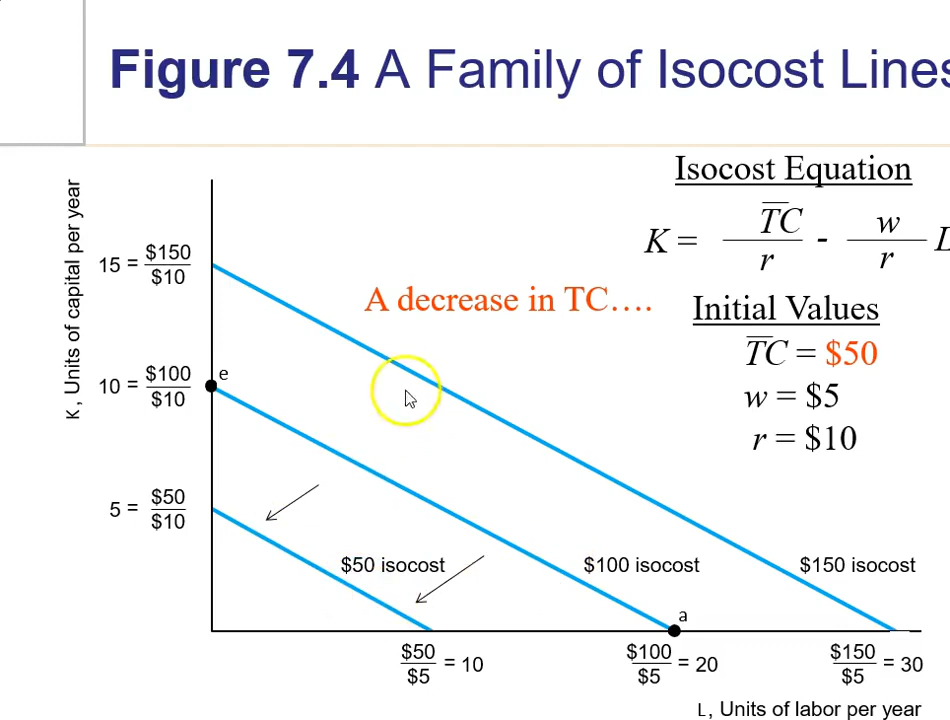 Figure 7.4 A Family of Isocost Lines
Isocost Equation
K = TC / r - w / r L
A decrease in TC....
Initial Values
TC = $50
w = $5
r = $10
K, Units of capital per year
15 = $150 / $10
10 = $100 / $10
e
5 = $50 / $10
$50 isocost
$100 isocost
$150 isocost
a
$50 / $5 = 10
$100 / $5 = 20
$150 / $5 = 30
L, Units of labor per year